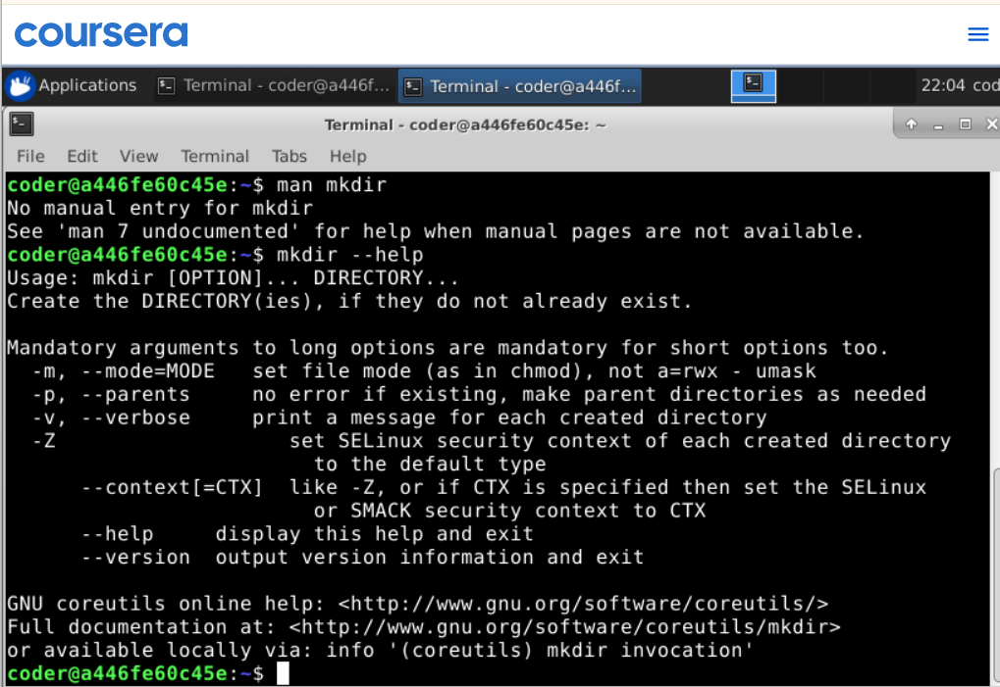 coursera
Applications
Terminal - coder@a446f...
Terminal - coder@a446f...
22:04 cod
Terminal - coder@a446fe60c45e: ~
File Edit View Terminal Tabs Help
coder@a446fe60c45e:~$ man mkdir
No manual entry for mkdir
See 'man 7 undocumented' for help when manual pages are not available.
coder@a446fe60c45e:~$ mkdir --help
Usage: mkdir [OPTION]... DIRECTORY...
Create the DIRECTORY(ies), if they do not already exist.

Mandatory arguments to long options are mandatory for short options too.
  -m, --mode=MODE   set file mode (as in chmod), not a=rwx - umask
  -p, --parents     no error if existing, make parent directories as needed
  -v, --verbose     print a message for each created directory
  -Z                   set SELinux security context of each created directory
                         to the default type
      --context[=CTX]  like -Z, or if CTX is specified then set the SELinux
                         or SMACK security context to CTX
      --help     display this help and exit
      --version  output version information and exit

GNU coreutils online help: <http://www.gnu.org/software/coreutils/>
Full documentation at: <http://www.gnu.org/software/coreutils/mkdir>
or available locally via: info '(coreutils) mkdir invocation'
coder@a446fe60c45e:~$